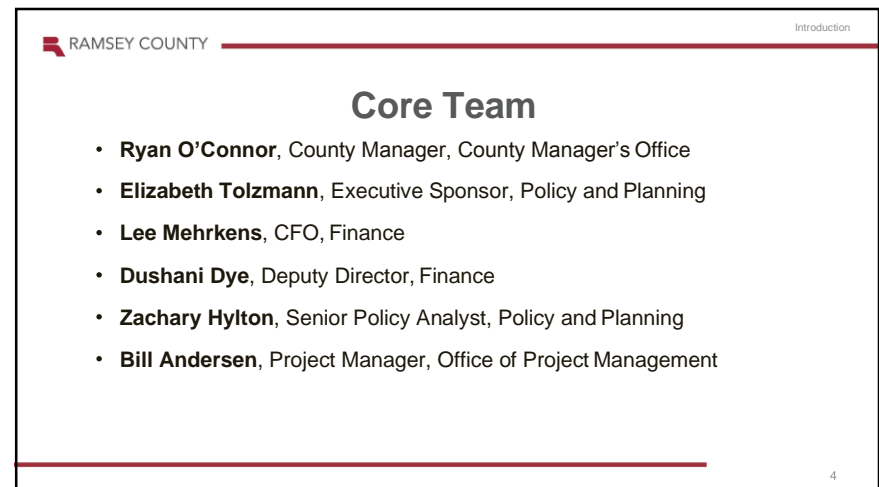 Introduction
RAMSEY COUNTY
Core Team
• Ryan O’Connor, County Manager, County Manager’s Office
• Elizabeth Tolzmann, Executive Sponsor, Policy and Planning
• Lee Mehrkens, CFO, Finance
• Dushani Dye, Deputy Director, Finance
• Zachary Hylton, Senior Policy Analyst, Policy and Planning
• Bill Andersen, Project Manager, Office of Project Management
4